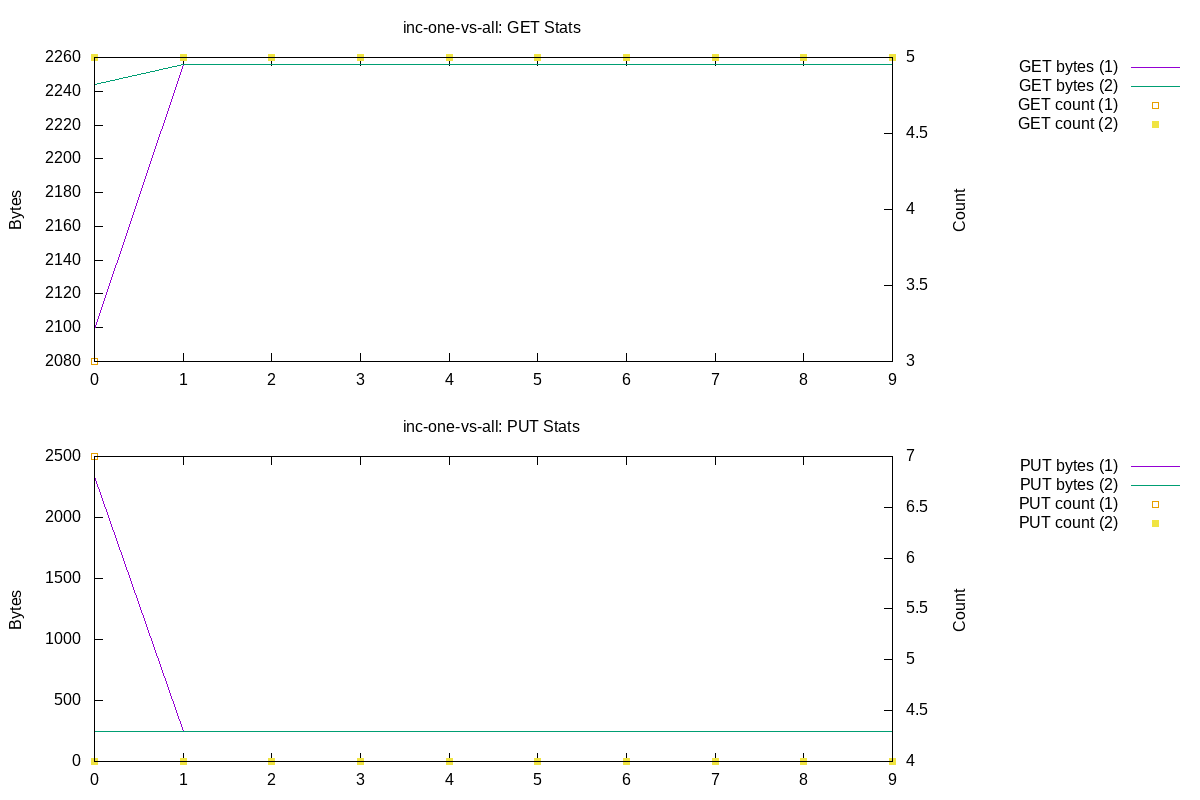 inc-one-vs-all: GET Stats
2260
2240
2220
2200
2180
2160
2140
2120
2100
2080
Bytes
0 1 2 3 4 5 6 7 8 9
5
4.5
4
3.5
3
Count
GET bytes (1)
GET bytes (2)
GET count (1)
GET count (2)
inc-one-vs-all: PUT Stats
2500
2000
1500
1000
500
0
Bytes
0 1 2 3 4 5 6 7 8 9
7
6.5
6
5.5
5
4.5
4
Count
PUT bytes (1)
PUT bytes (2)
PUT count (1)
PUT count (2)